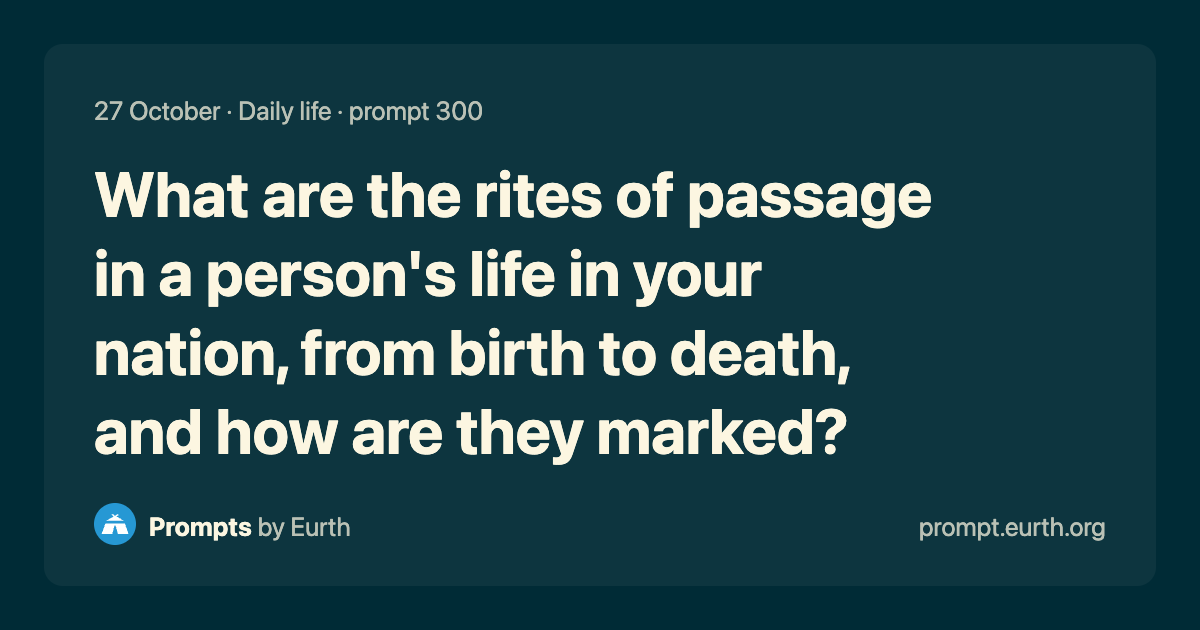 27 October · Daily life · prompt 300
What are the rites of passage
in a person's life in your
nation, from birth to death,
and how are they marked?
Prompts by Eurth
prompt.eurth.org